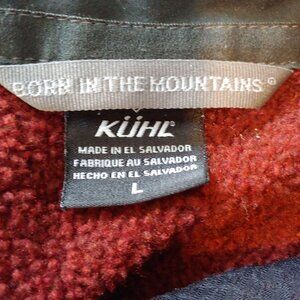 BORN IN THE MOUNTAINS®
KÜHL
MADE IN EL SALVADOR
FABRIQUE AU SALVADOR
HECHO EN EL SALVADOR
L